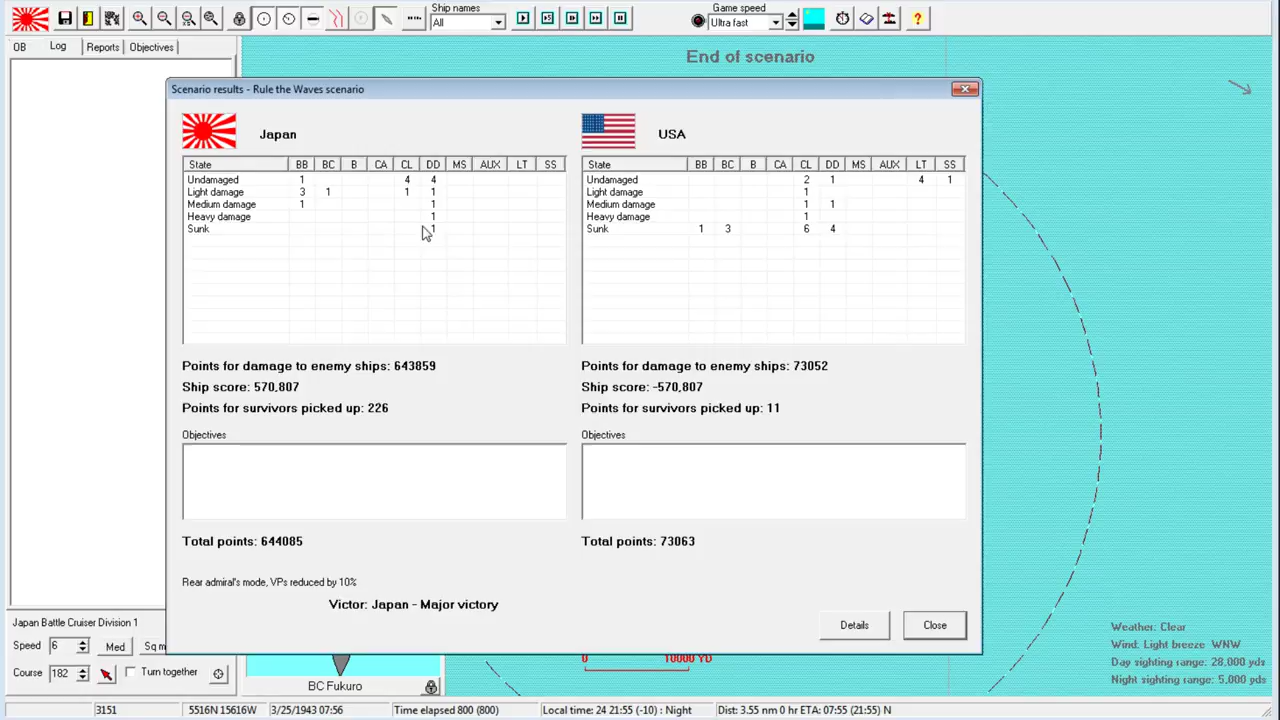 Ship names
All
Game speed
Ultra fast
OB Log Reports Objectives
End of scenario
Scenario results - Rule the Waves scenario
Japan
State BB BC B CA CL DD MS AUX LT SS
Undamaged 1 4 4
Light damage 3 1 1 1
Medium damage 1 1
Heavy damage 1
Sunk 1
Points for damage to enemy ships: 643859
Ship score: 570,807
Points for survivors picked up: 226
Objectives
Total points: 644085
USA
State BB BC B CA CL DD MS AUX LT SS
Undamaged 2 1 4 1
Light damage 1
Medium damage 1 1
Heavy damage 1
Sunk 1 3 6 4
Points for damage to enemy ships: 73052
Ship score: -570,807
Points for survivors picked up: 11
Objectives
Total points: 73063
Rear admiral's mode, VPs reduced by 10%
Victor: Japan - Major victory
Details Close
Japan Battle Cruiser Division 1
Speed 6 Med Sq m
Course 182 Turn together
BC Fukuro
0 10000 YD
Weather: Clear
Wind: Light breeze WNW
Day sighting range: 28,000 yds
Night sighting range: 5,000 yds
3151 5516N 15616W 3/25/1943 07:56 Time elapsed 800 (800) Local time: 24 21:55 (-10) : Night Dist: 3.55 nm 0 hr ETA: 07:55 (21:55) N